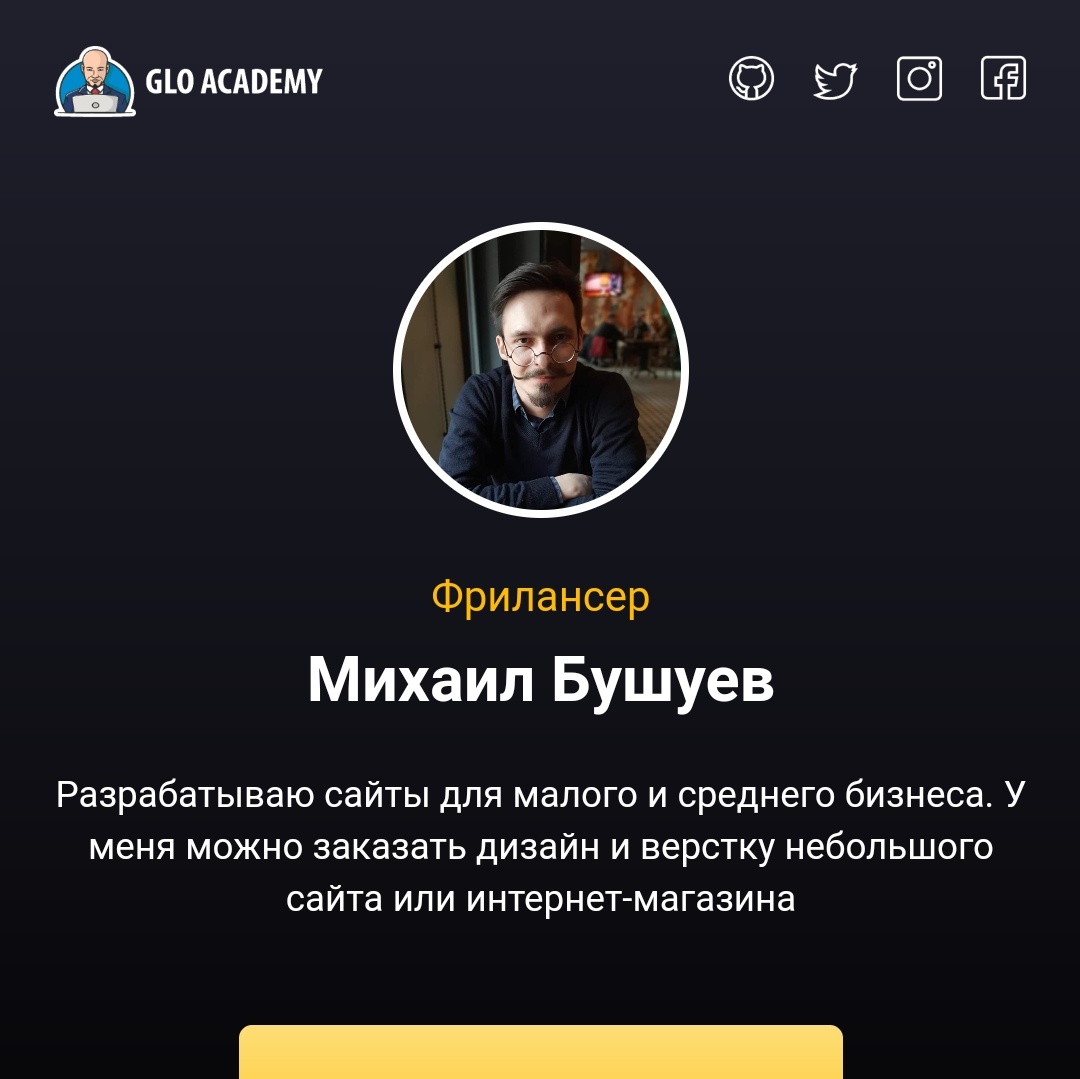 GLO ACADEMY
Фрилансер
Михаил Бушуев
Разрабатываю сайты для малого и среднего бизнеса. У
меня можно заказать дизайн и верстку небольшого
сайта или интернет-магазина